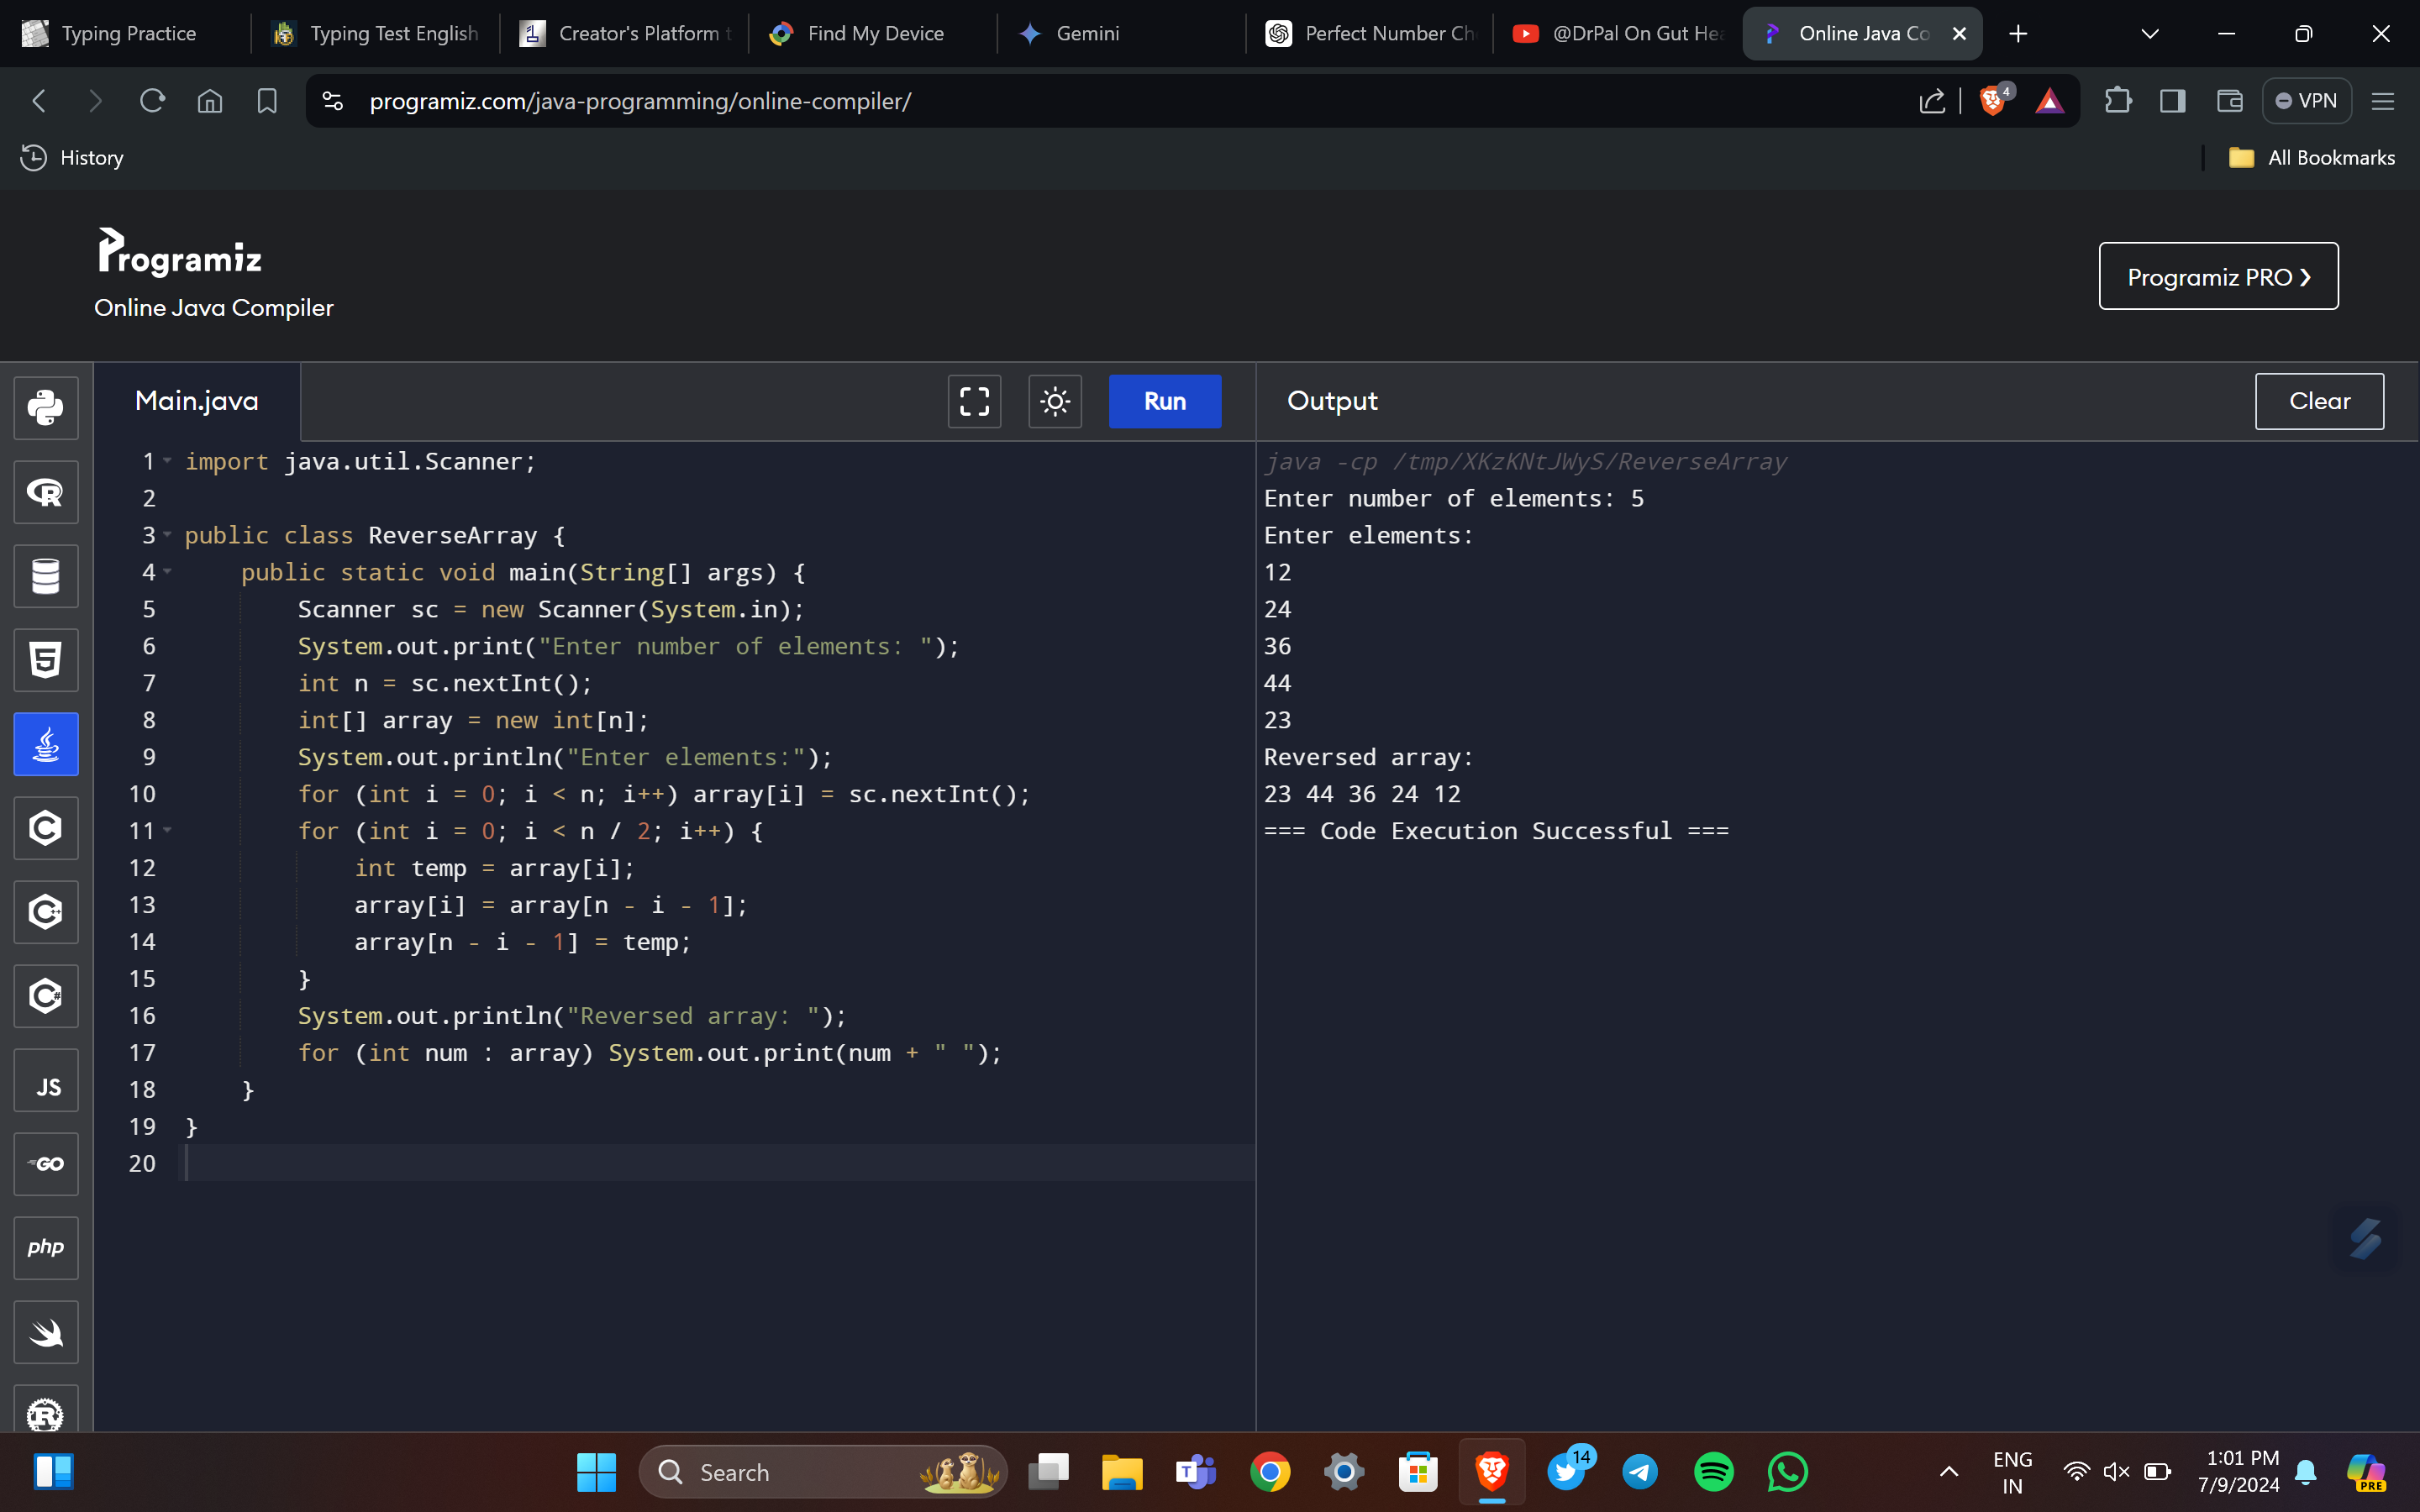 Typing Practice
Typing Test English
Creator's Platform t
Find My Device
Gemini
Perfect Number Ch
@DrPal On Gut Hea
Online Java Co
programiz.com/java-programming/online-compiler/
4
VPN
History
All Bookmarks
Programiz
Online Java Compiler
Programiz PRO ❯
Main.java
Run
Output
Clear
1 import java.util.Scanner;
2
3 public class ReverseArray {
4     public static void main(String[] args) {
5         Scanner sc = new Scanner(System.in);
6         System.out.print("Enter number of elements: ");
7         int n = sc.nextInt();
8         int[] array = new int[n];
9         System.out.println("Enter elements:");
10         for (int i = 0; i < n; i++) array[i] = sc.nextInt();
11         for (int i = 0; i < n / 2; i++) {
12             int temp = array[i];
13             array[i] = array[n - i - 1];
14             array[n - i - 1] = temp;
15         }
16         System.out.println("Reversed array: ");
17         for (int num : array) System.out.print(num + " ");
18     }
19 }
20
java -cp /tmp/XKzKNtJWyS/ReverseArray
Enter number of elements: 5
Enter elements:
12
24
36
44
23
Reversed array:
23 44 36 24 12
=== Code Execution Successful ===
R
5
C
C++
C#
JS
GO
php
R
Search
T
14
ENG
IN
1:01 PM
7/9/2024
PRE